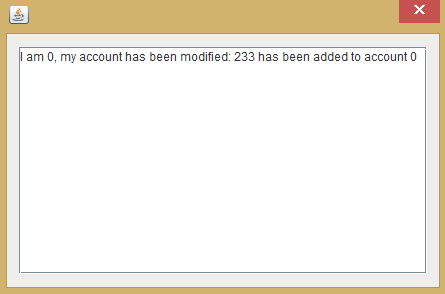 I am 0, my account has been modified: 233 has been added to account 0